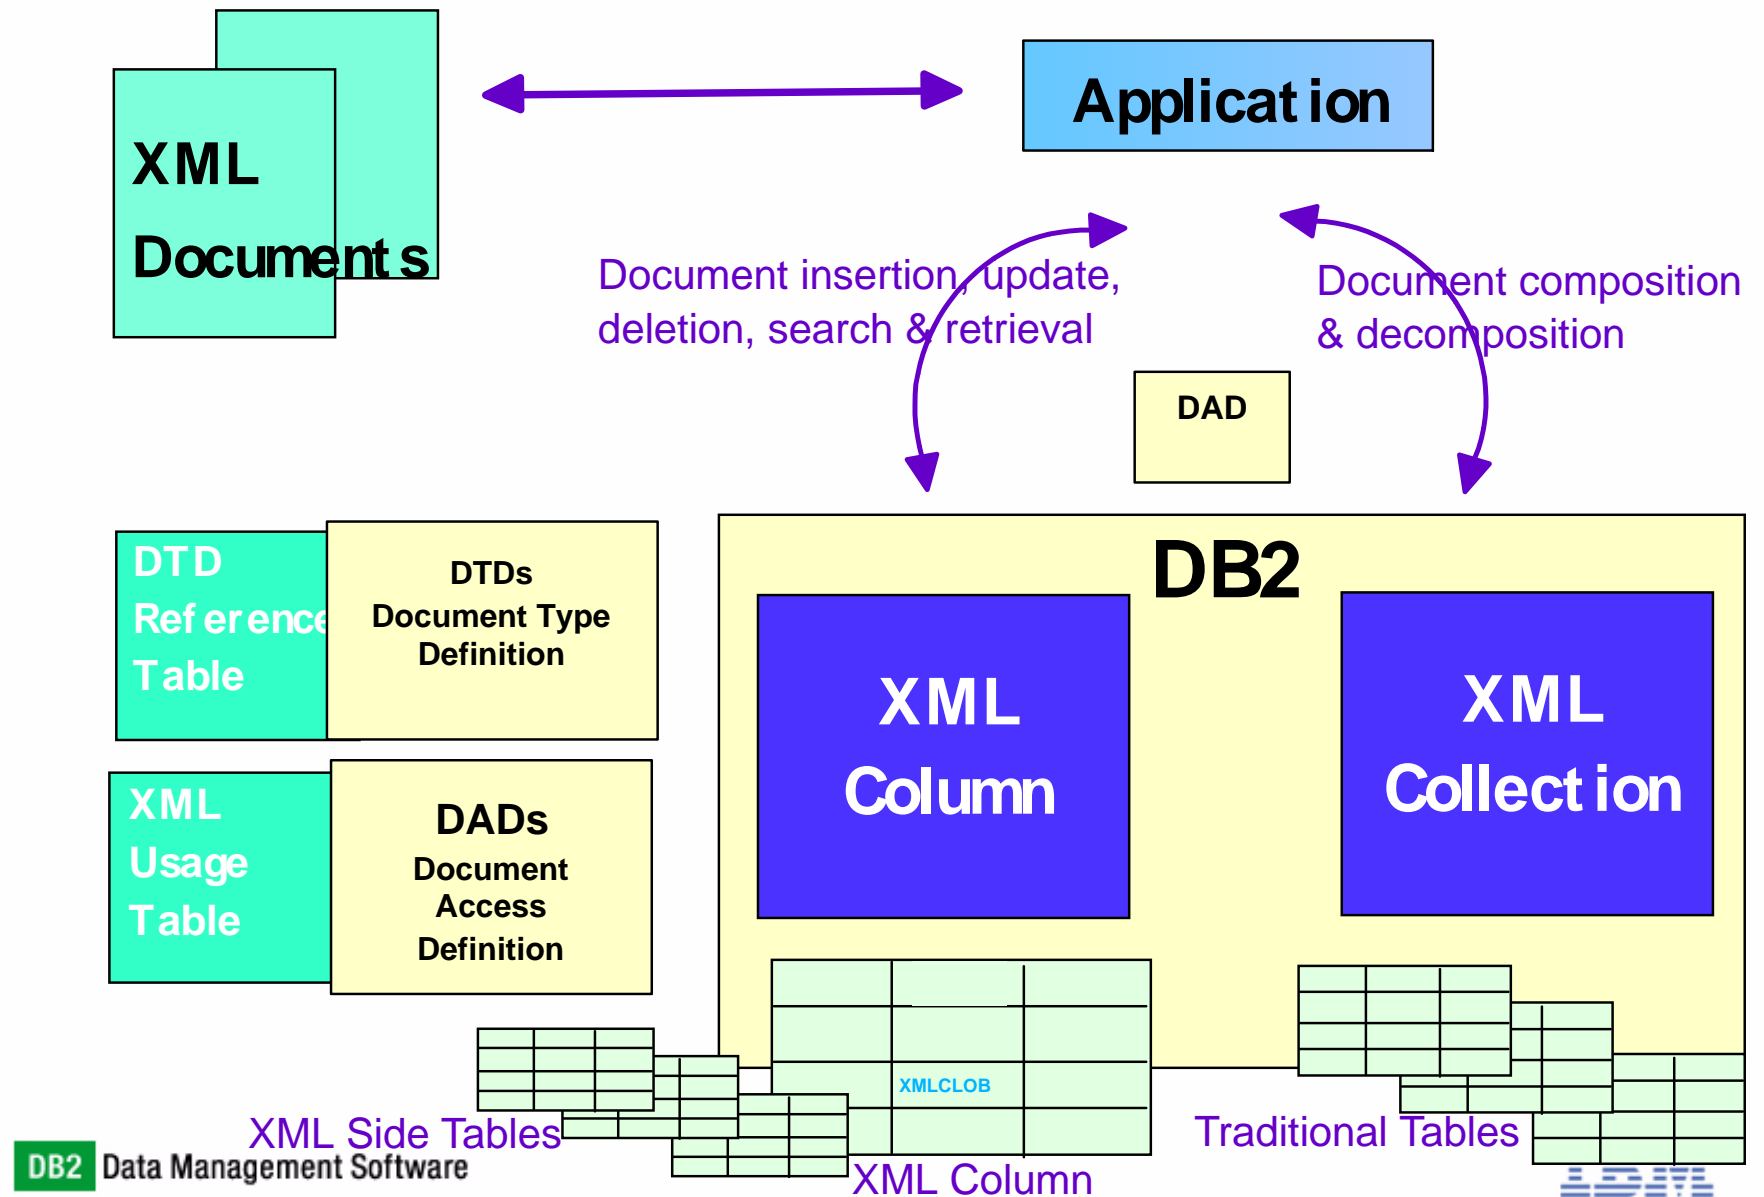 XML
Documents
Application
Document insertion, update,
deletion, search & retrieval
Document composition
& decomposition
DAD
DTD
Reference
Table
DTDs
Document Type
Definition
XML
Usage
Table
DADs
Document
Access
Definition
DB2
XML
Column
XML
Collection
XMLCLOB
XML Side Tables
XML Column
Traditional Tables
DB2 Data Management Software
IBM